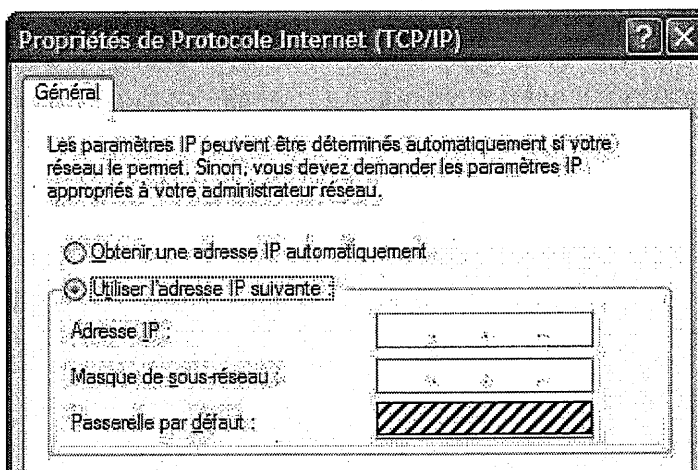 Propriétés de Protocole Internet (TCP/IP)
Général
Les paramètres IP peuvent être déterminés automatiquement si votre
réseau le permet. Sinon, vous devez demander les paramètres IP
appropriés à votre administrateur réseau.
Obtenir une adresse IP automatiquement
Utiliser l'adresse IP suivante :
Adresse IP :
Masque de sous-réseau :
Passerelle par défaut :